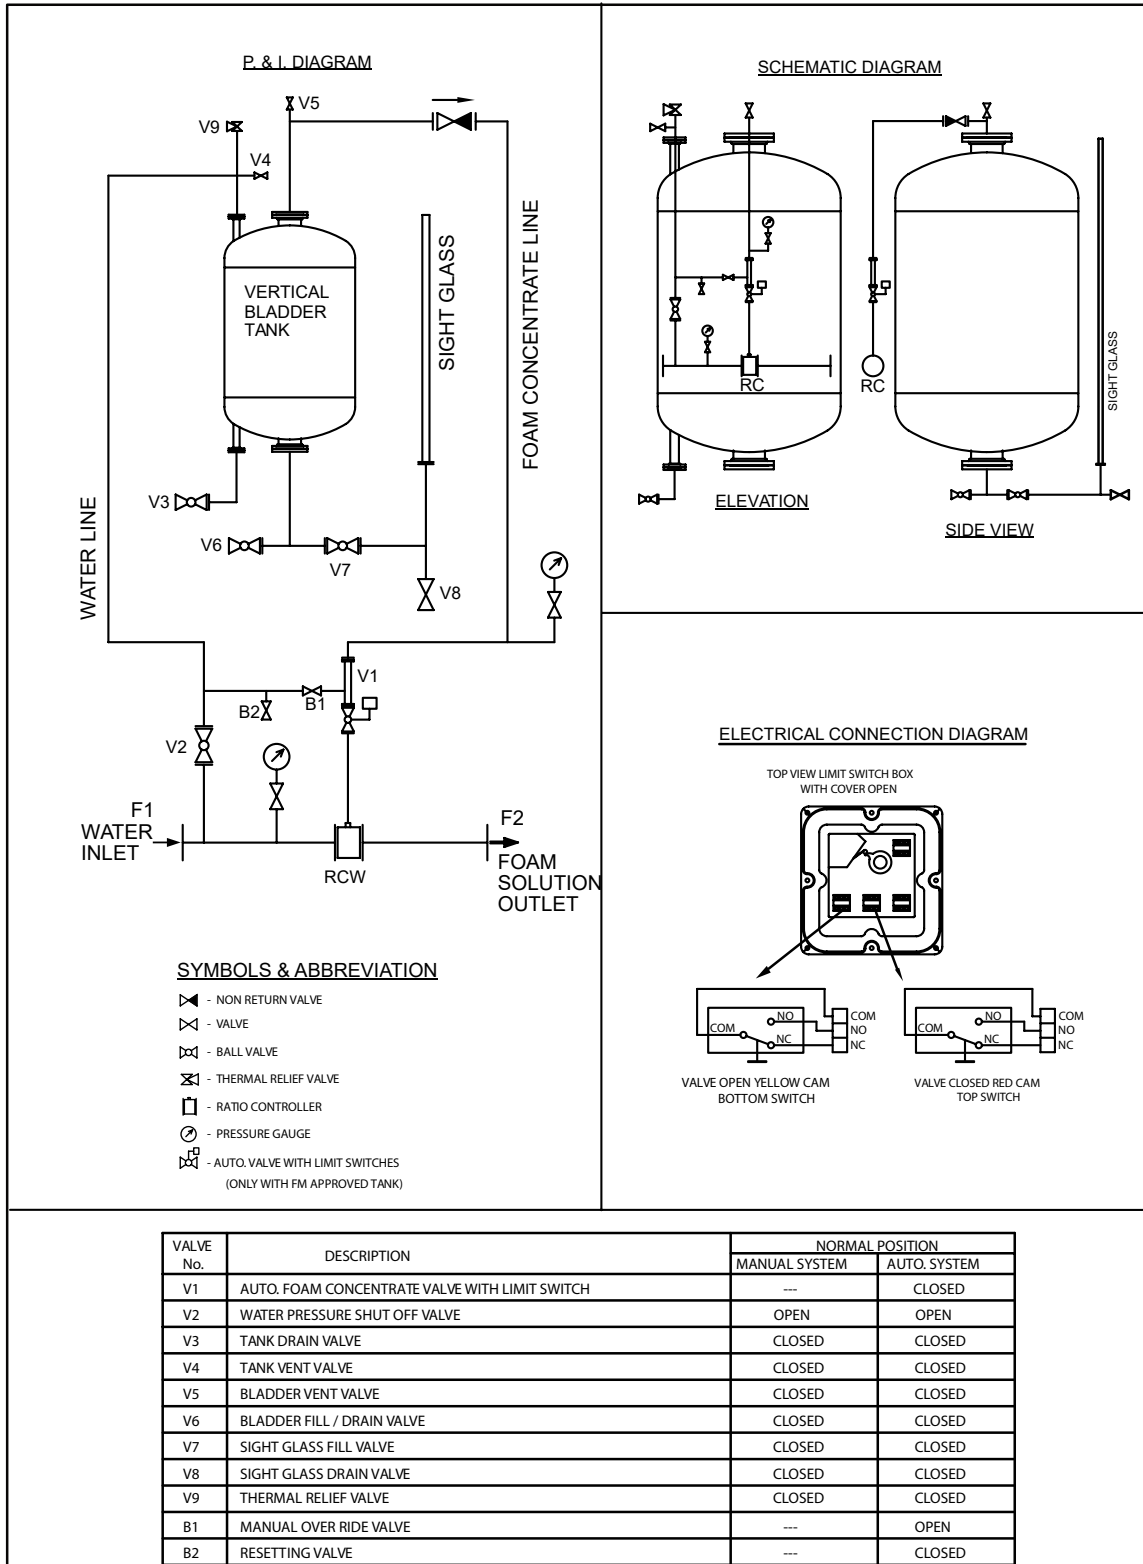 P. & I. DIAGRAM
V5
V9
V4
VERTICAL
BLADDER
TANK
SIGHT GLASS
FOAM CONCENTRATE LINE
WATER LINE
V3
V6
V7
V8
V1
B2
B1
V2
F1
WATER
INLET
RCW
F2
FOAM
SOLUTION
OUTLET
SYMBOLS & ABBREVIATION
- NON RETURN VALVE
- VALVE
- BALL VALVE
- THERMAL RELIEF VALVE
- RATIO CONTROLLER
- PRESSURE GAUGE
- AUTO. VALVE WITH LIMIT SWITCHES
(ONLY WITH FM APPROVED TANK)
SCHEMATIC DIAGRAM
RC
RC
SIGHT GLASS
ELEVATION
SIDE VIEW
ELECTRICAL CONNECTION DIAGRAM
TOP VIEW LIMIT SWITCH BOX
WITH COVER OPEN
COM NO NC COM NO NC
VALVE OPEN YELLOW CAM
BOTTOM SWITCH
COM NO NC COM NO NC
VALVE CLOSED RED CAM
TOP SWITCH
VALVE No. DESCRIPTION NORMAL POSITION
MANUAL SYSTEM AUTO. SYSTEM
V1 AUTO. FOAM CONCENTRATE VALVE WITH LIMIT SWITCH --- CLOSED
V2 WATER PRESSURE SHUT OFF VALVE OPEN OPEN
V3 TANK DRAIN VALVE CLOSED CLOSED
V4 TANK VENT VALVE CLOSED CLOSED
V5 BLADDER VENT VALVE CLOSED CLOSED
V6 BLADDER FILL / DRAIN VALVE CLOSED CLOSED
V7 SIGHT GLASS FILL VALVE CLOSED CLOSED
V8 SIGHT GLASS DRAIN VALVE CLOSED CLOSED
V9 THERMAL RELIEF VALVE CLOSED CLOSED
B1 MANUAL OVER RIDE VALVE --- OPEN
B2 RESETTING VALVE --- CLOSED